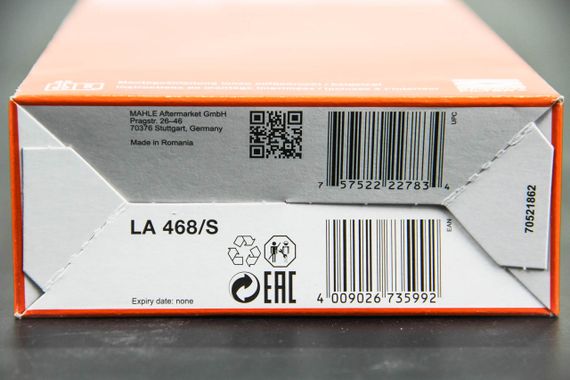 MAHLE Aftermarket GmbH
Pragstr. 26-46
70376 Stuttgart, Germany
Made in Romania
UPC
7 57522 22783 4
70521862
LA 468/S
EAN
EAC
4 009026 735992
Expiry date: none